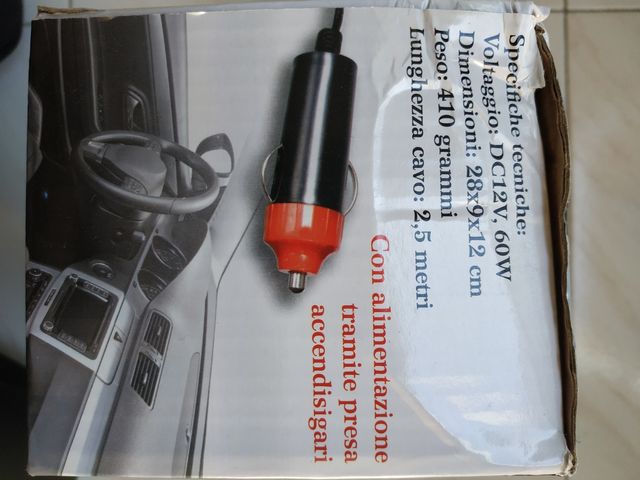 Specifiche tecniche:
Voltaggio: DC12V, 60W
Dimensioni: 28x9x12 cm
Peso: 410 grammi
Lunghezza cavo: 2,5 metri
Con alimentazione
tramite presa
accendisigari